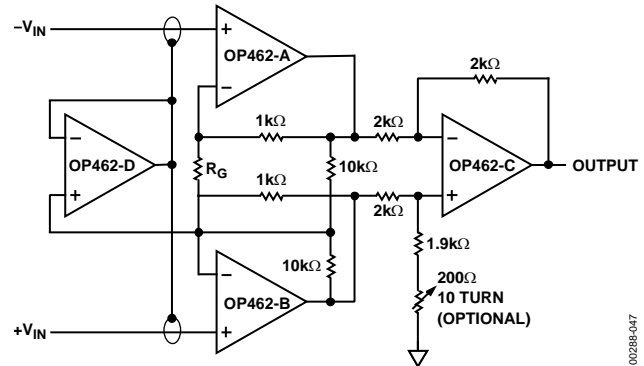 −VIN
OP462-A
2kΩ
1kΩ
2kΩ
OP462-D
RG
10kΩ
OP462-C
OUTPUT
1kΩ
2kΩ
1.9kΩ
10kΩ
OP462-B
200Ω
10 TURN
(OPTIONAL)
+VIN
00288-047